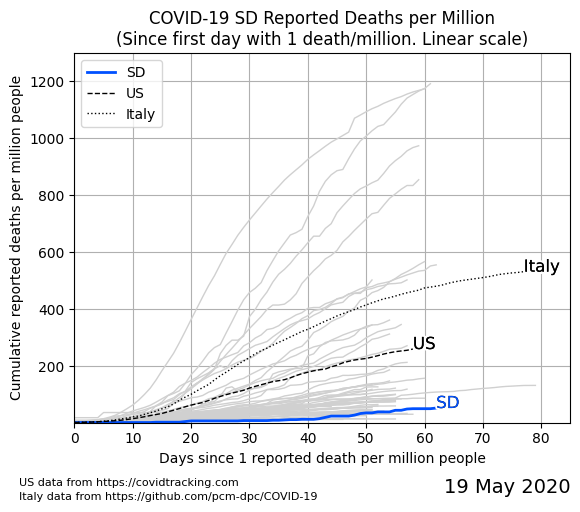 COVID-19 SD Reported Deaths per Million
(Since first day with 1 death/million. Linear scale)
Cumulative reported deaths per million people
1200
1000
800
600
400
200
SD
US
Italy
Italy
US
SD
0 10 20 30 40 50 60 70 80
Days since 1 reported death per million people
US data from https://covidtracking.com
Italy data from https://github.com/pcm-dpc/COVID-19
19 May 2020